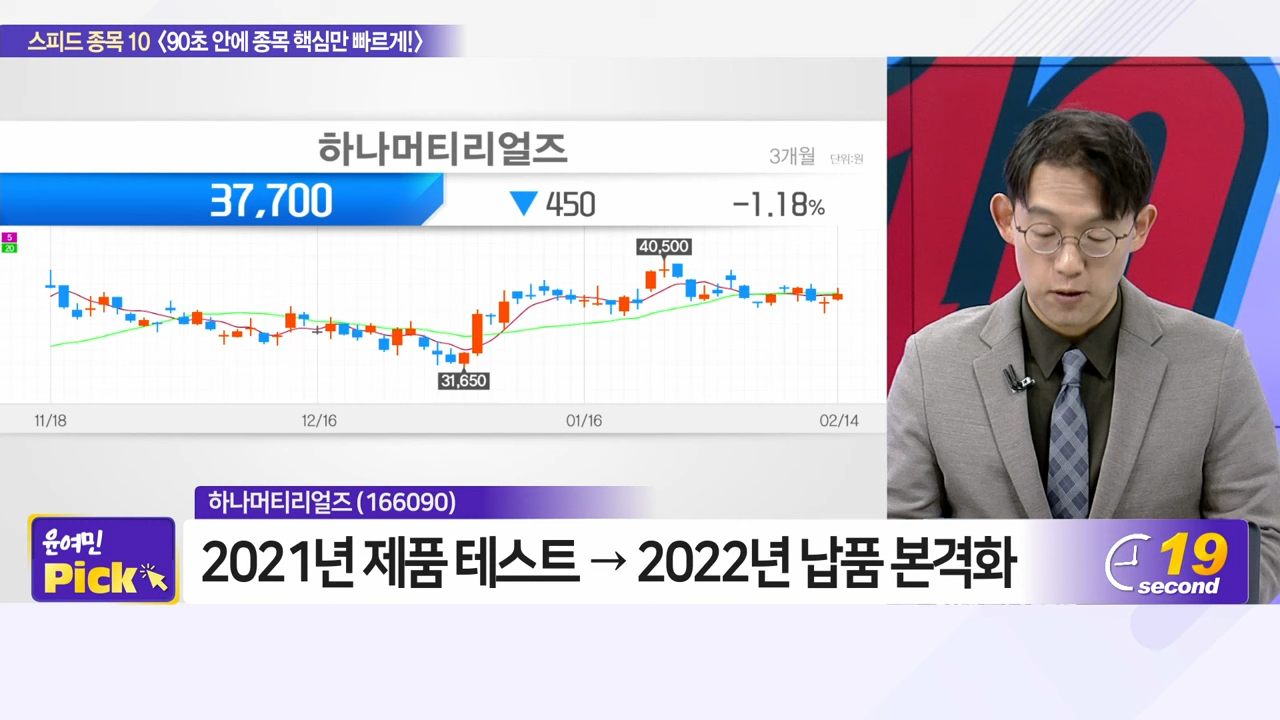 스피드 종목 10 〈90초 안에 종목 핵심만 빠르게!〉
하나머티리얼즈
3개월 단위:원
37,700 ▼ 450 -1.18%
5
20
40,500
31,650
11/18 12/16 01/16 02/14
하나머티리얼즈 (166090)
윤여민
Pick
2021년 제품 테스트 → 2022년 납품 본격화
19
second